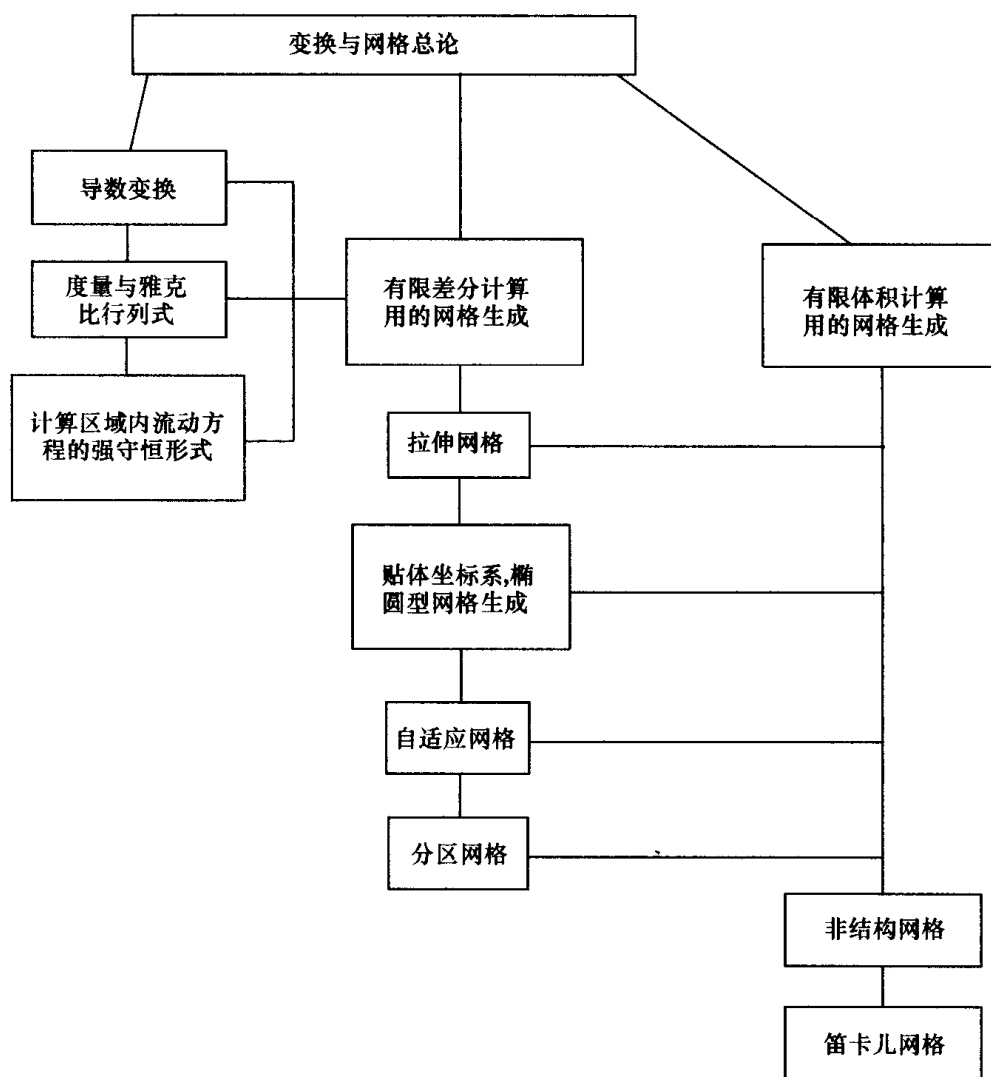 变换与网格总论
导数变换
度量与雅克
比行列式
计算区域内流动方
程的强守恒形式
有限差分计算
用的网格生成
拉伸网格
贴体坐标系,椭
圆型网格生成
自适应网格
分区网格
有限体积计算
用的网格生成
非结构网格
笛卡儿网格